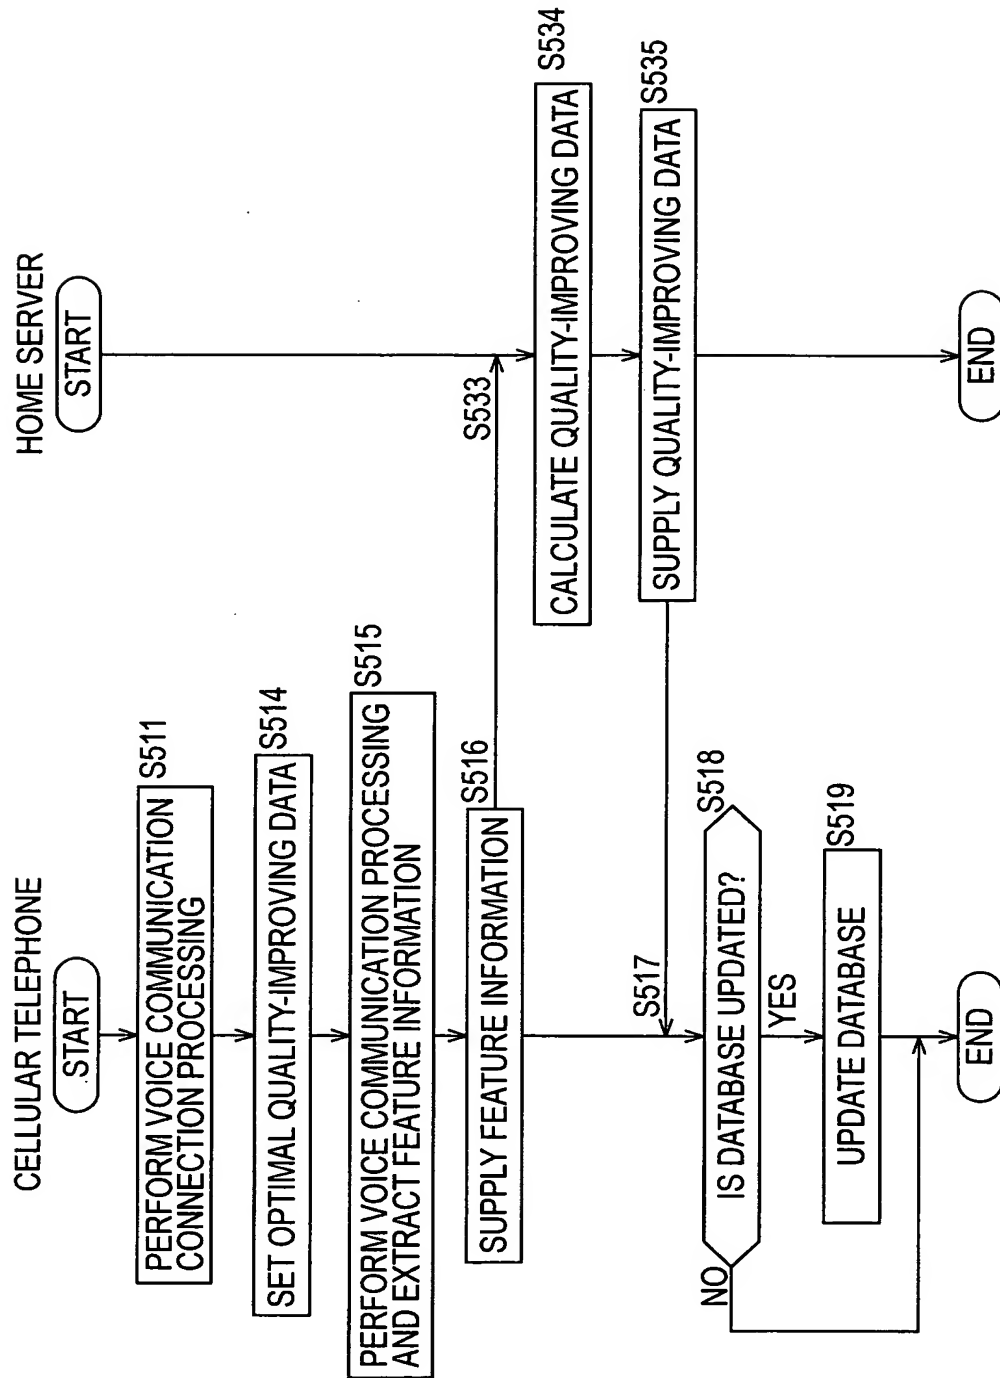 CELLULAR TELEPHONE
START
PERFORM VOICE COMMUNICATION
CONNECTION PROCESSING
S511
SET OPTIMAL QUALITY-IMPROVING DATA
S514
PERFORM VOICE COMMUNICATION PROCESSING
AND EXTRACT FEATURE INFORMATION
S515
SUPPLY FEATURE INFORMATION
S516
S517
IS DATABASE UPDATED?
S518
NO
YES
UPDATE DATABASE
S519
END
HOME SERVER
START
S533
CALCULATE QUALITY-IMPROVING DATA
S534
SUPPLY QUALITY-IMPROVING DATA
S535
END